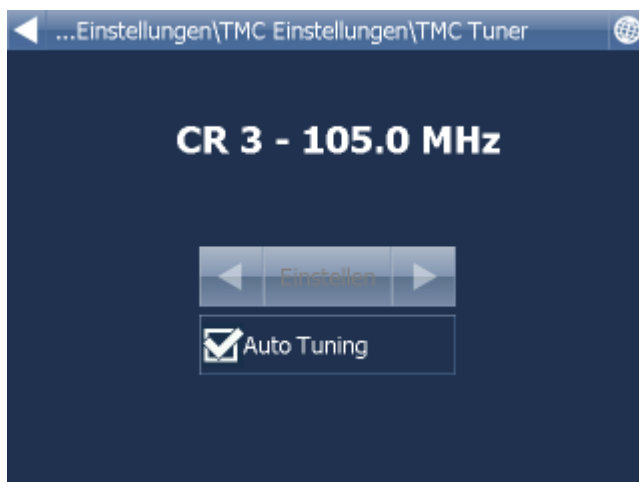 ...Einstellungen\TMC Einstellungen\TMC Tuner
CR 3 - 105.0 MHz
Einstellen
Auto Tuning